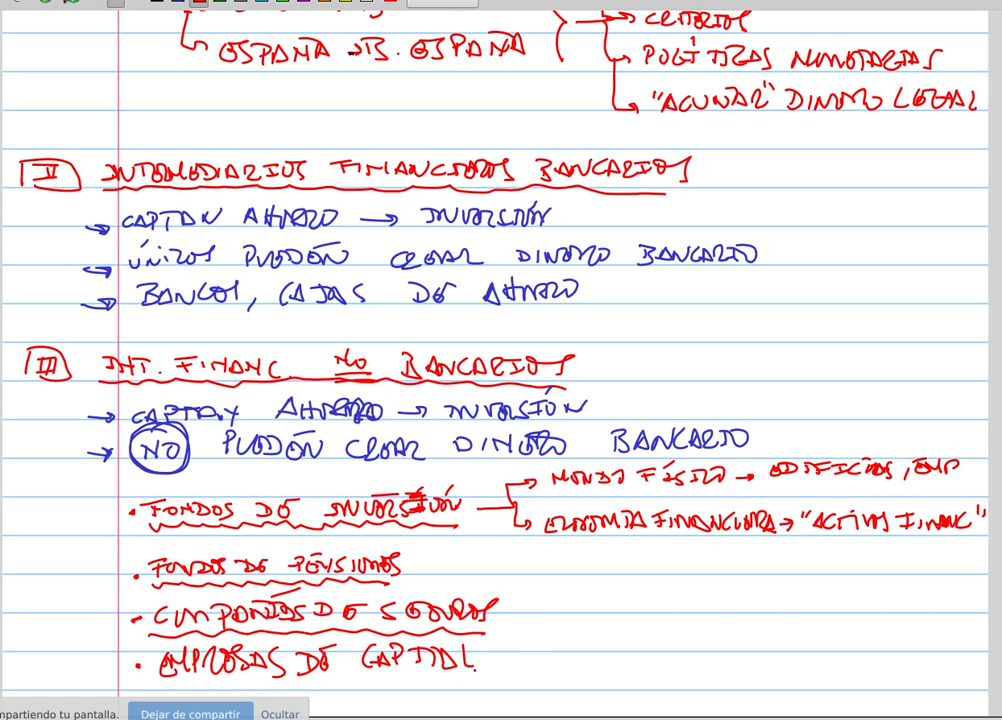 CRITERIOS
ESPAÑA → B. ESPAÑA
POLÍTICAS MONETARIAS
"ACUÑAR" DINERO LEGAL
II INTERMEDIARIOS FINANCIEROS BANCARIOS
→ CAPTAN AHORRO → INVERSIÓN
→ ÚNICOS PUEDEN CREAR DINERO BANCARIO
→ BANCOS, CAJAS DE AHORRO
III INT. FINANC. NO BANCARIOS
→ CAPTAN AHORRO → INVERSIÓN
→ NO PUEDEN CREAR DINERO BANCARIO
MUNDO FÍSICO → EDIFICIOS, EMP
• FONDOS DE INVERSIÓN
ECONOMÍA FINANCIERA → "ACTIVOS FINANC"
• FONDOS DE PENSIONES
• COMPAÑÍAS DE SEGUROS
• EMPRESAS DE CAPITAL
mpartiendo tu pantalla. Dejar de compartir Ocultar